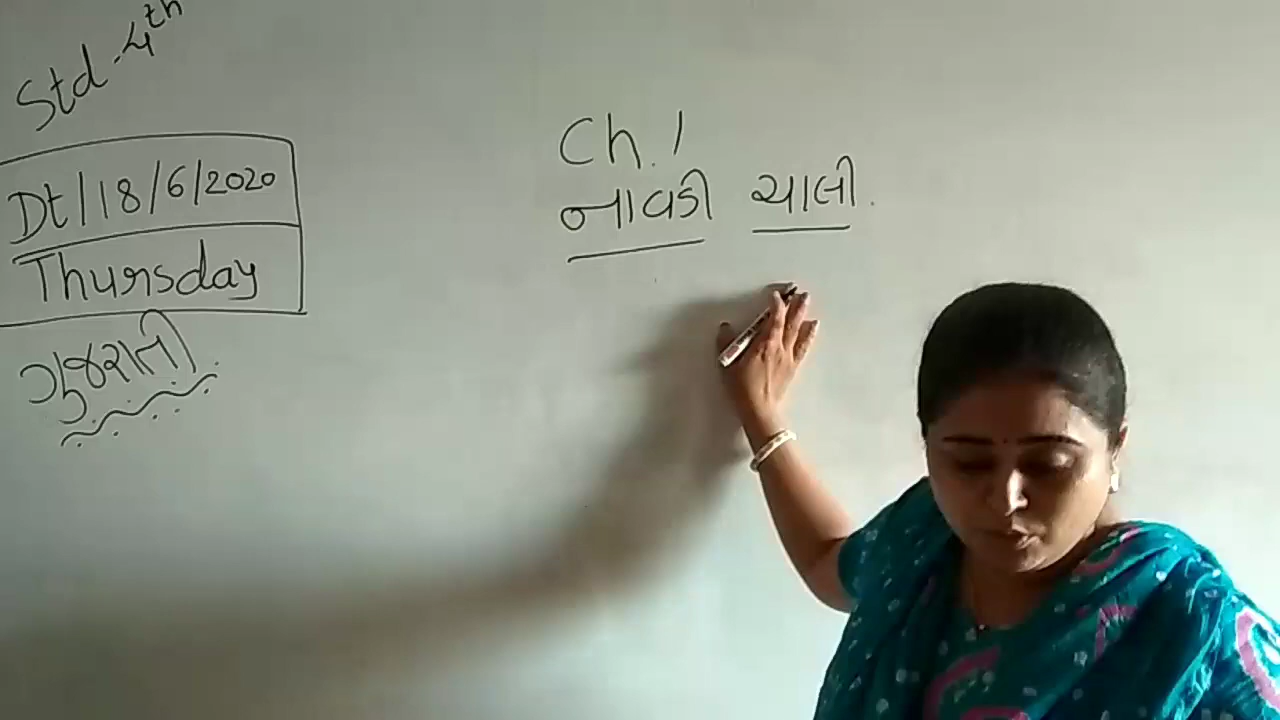 Std. 4th
Dt/18/6/2020
Thursday
ગુજરાતી.
Ch. 1
નાવડી ચાલી.